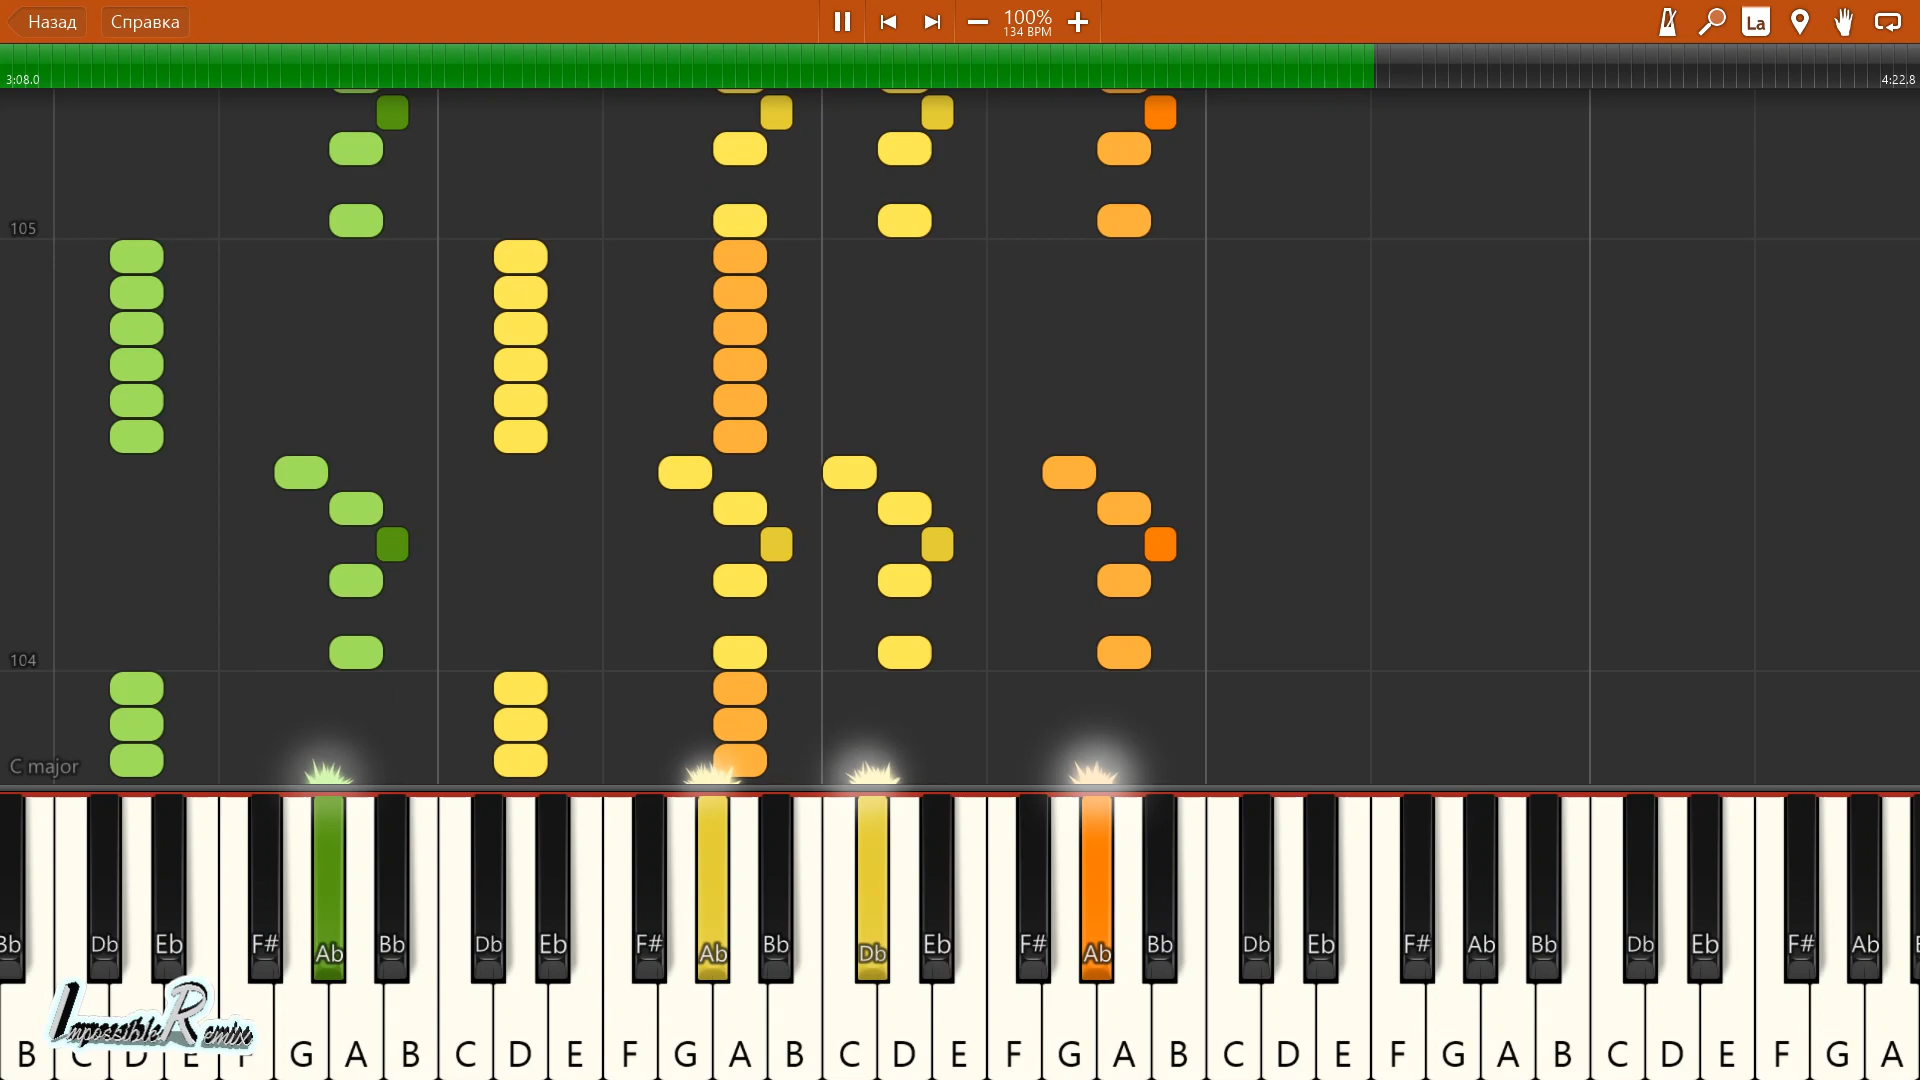 Назад Справка 100% La
134 BPM
3:08.0 4:22.8
105
104
C major
Bb Db Eb F# Ab Bb Db Eb F# Ab Bb Db Eb F# Ab Bb Db Eb F# Ab Bb Db Eb F# Ab
Impossible Remix
B C D E F G A B C D E F G A B C D E F G A B C D E F G A B C D E F G A